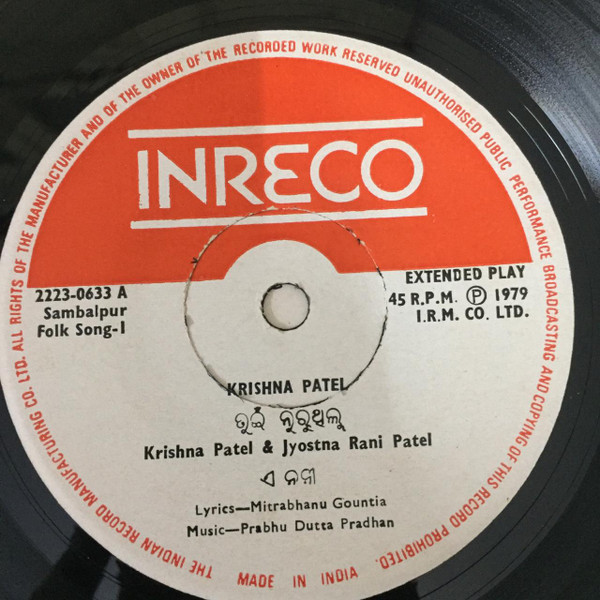 THE INDIAN RECORD MANUFACTURING CO. LTD. ALL RIGHTS OF THE MANUFACTURER AND OF THE OWNER OF THE RECORDED WORK RESERVED UNAUTHORISED PUBLIC PERFORMANCE BROADCASTING AND COPYING OF THIS RECORD PROHIBITED.
INRECO
2223-0633 A
Sambalpur
Folk Song-I
EXTENDED PLAY
45 R.P.M. Ⓟ 1979
I.R.M. CO. LTD.
KRISHNA PATEL
ତୁଇଁ ନୁରୁଥିଲୁ
Krishna Patel & Jyostna Rani Patel
ଏ ନନୀ
Lyrics—Mitrabhanu Gountia
Music—Prabhu Dutta Pradhan
MADE IN INDIA